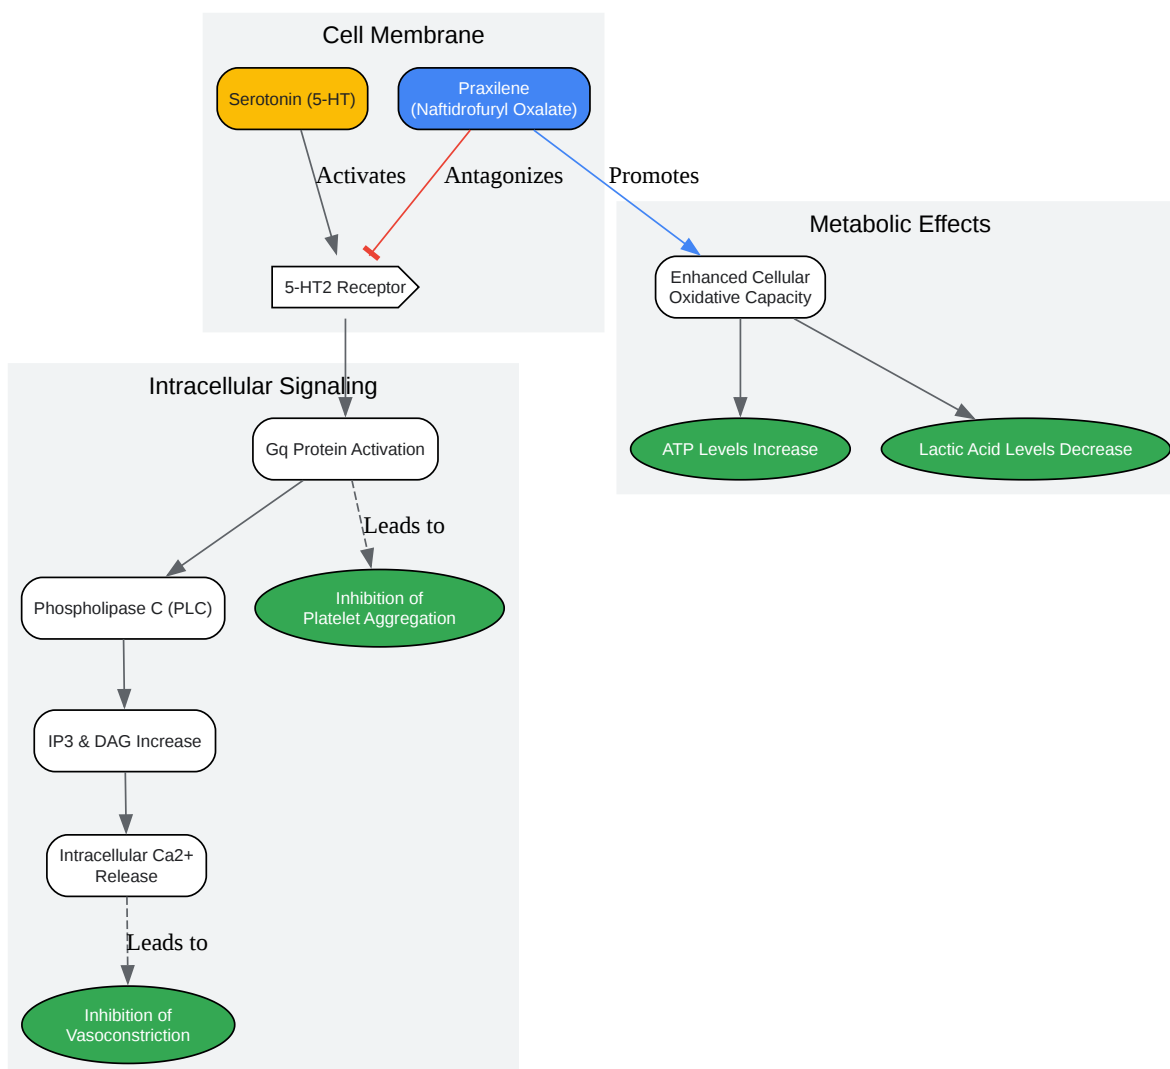 Cell Membrane
Serotonin (5-HT)
Praxilene
(Naftidrofuryl Oxalate)
Activates
Antagonizes
Promotes
5-HT2 Receptor
Metabolic Effects
Enhanced Cellular
Oxidative Capacity
ATP Levels Increase
Lactic Acid Levels Decrease
Intracellular Signaling
Gq Protein Activation
Leads to
Phospholipase C (PLC)
Inhibition of
Platelet Aggregation
IP3 & DAG Increase
Intracellular Ca2+
Release
Leads to
Inhibition of
Vasoconstriction